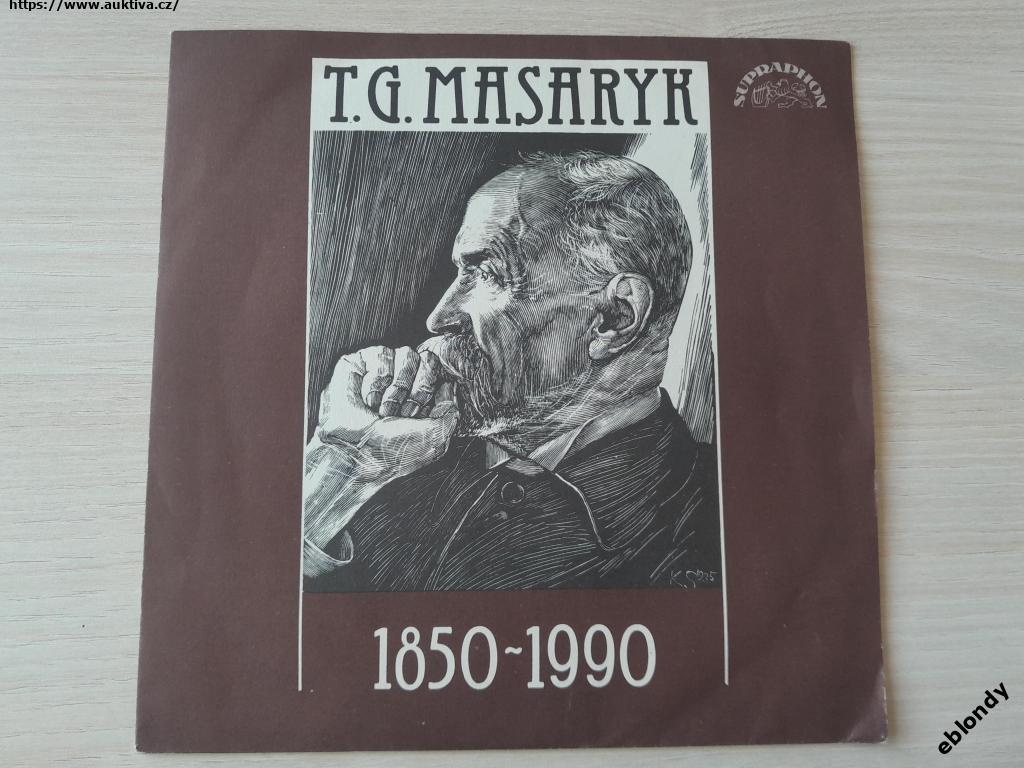 https://www.auktiva.cz/
T.G. MASARYK
SUPRAPHON
1850~1990
eblondy